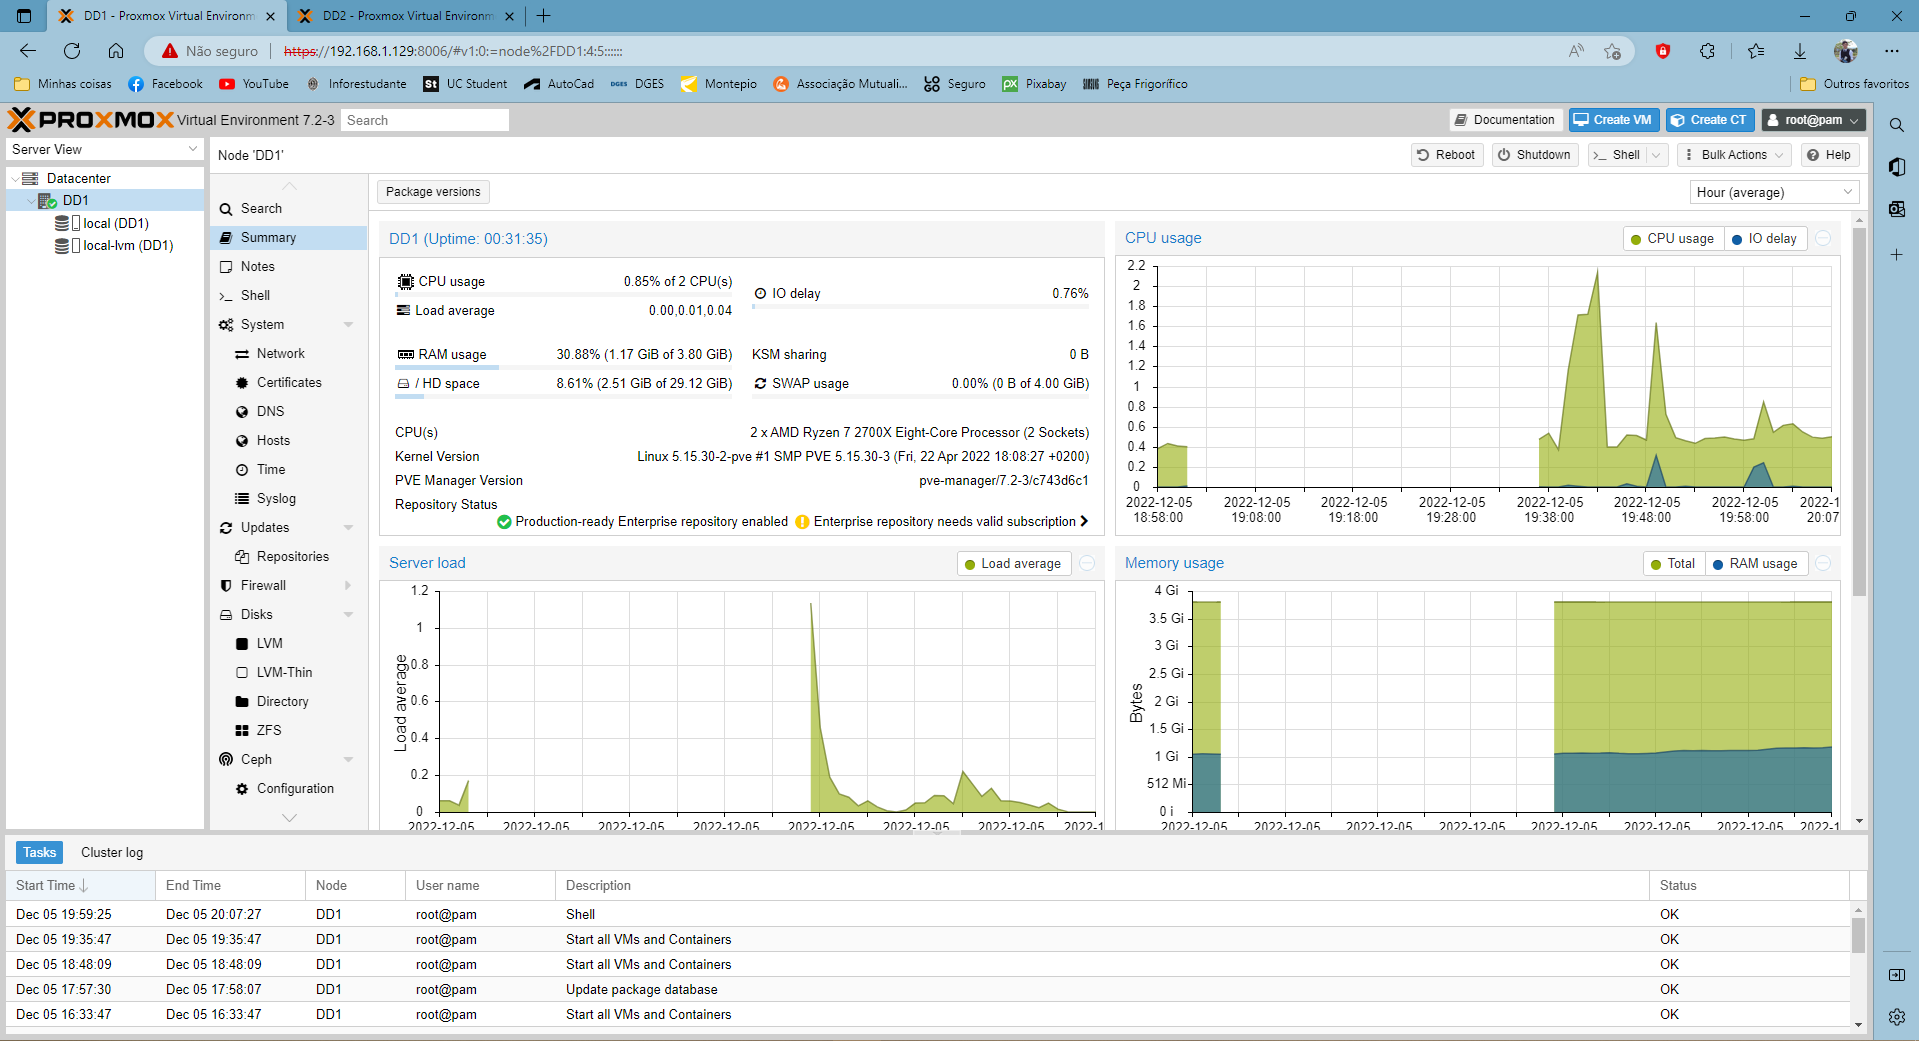 DD1 - Proxmox Virtual Environm
DD2 - Proxmox Virtual Environm
Não seguro
https://192.168.1.129:8006/#v1:0:=node%2FDD1:4:5::::::
Minhas coisas
Facebook
YouTube
Inforestudante
St UC Student
AutoCad
DGES DGES
Montepio
Associação Mutuali...
Seguro
px Pixabay
Peça Frigorífico
Outros favoritos
PROXMOX Virtual Environment 7.2-3
Search
Documentation
Create VM
Create CT
root@pam
Server View
Datacenter
DD1
local (DD1)
local-lvm (DD1)
Node 'DD1'
Reboot
Shutdown
Shell
Bulk Actions
Help
Search
Summary
Notes
Shell
System
Network
Certificates
DNS
Hosts
Time
Syslog
Updates
Repositories
Firewall
Disks
LVM
LVM-Thin
Directory
ZFS
Ceph
Configuration
Package versions
Hour (average)
DD1 (Uptime: 00:31:35)
CPU usage 0.85% of 2 CPU(s)
IO delay 0.76%
Load average 0.00,0.01,0.04
RAM usage 30.88% (1.17 GiB of 3.80 GiB)
KSM sharing 0 B
/ HD space 8.61% (2.51 GiB of 29.12 GiB)
SWAP usage 0.00% (0 B of 4.00 GiB)
CPU(s) 2 x AMD Ryzen 7 2700X Eight-Core Processor (2 Sockets)
Kernel Version Linux 5.15.30-2-pve #1 SMP PVE 5.15.30-3 (Fri, 22 Apr 2022 18:08:27 +0200)
PVE Manager Version pve-manager/7.2-3/c743d6c1
Repository Status
Production-ready Enterprise repository enabled Enterprise repository needs valid subscription
CPU usage
CPU usage IO delay
2.2
2
1.8
1.6
1.4
1.2
1
0.8
0.6
0.4
0.2
0
2022-12-05 2022-12-05 2022-12-05 2022-12-05 2022-12-05 2022-12-05 2022-12-05 2022-1
18:58:00 19:08:00 19:18:00 19:28:00 19:38:00 19:48:00 19:58:00 20:07
Server load
Load average
Load average
1.2
1
0.8
0.6
0.4
0.2
0
2022-12-05 2022-12-05 2022-12-05 2022-12-05 2022-12-05 2022-12-05 2022-12-05 2022-1
Memory usage
Total RAM usage
Bytes
4 Gi
3.5 Gi
3 Gi
2.5 Gi
2 Gi
1.5 Gi
1 Gi
512 Mi
0 i
2022-12-05 2022-12-05 2022-12-05 2022-12-05 2022-12-05 2022-12-05 2022-12-05 2022-1
Tasks Cluster log
Start Time End Time Node User name Description Status
Dec 05 19:59:25 Dec 05 20:07:27 DD1 root@pam Shell OK
Dec 05 19:35:47 Dec 05 19:35:47 DD1 root@pam Start all VMs and Containers OK
Dec 05 18:48:09 Dec 05 18:48:09 DD1 root@pam Start all VMs and Containers OK
Dec 05 17:57:30 Dec 05 17:58:07 DD1 root@pam Update package database OK
Dec 05 16:33:47 Dec 05 16:33:47 DD1 root@pam Start all VMs and Containers OK